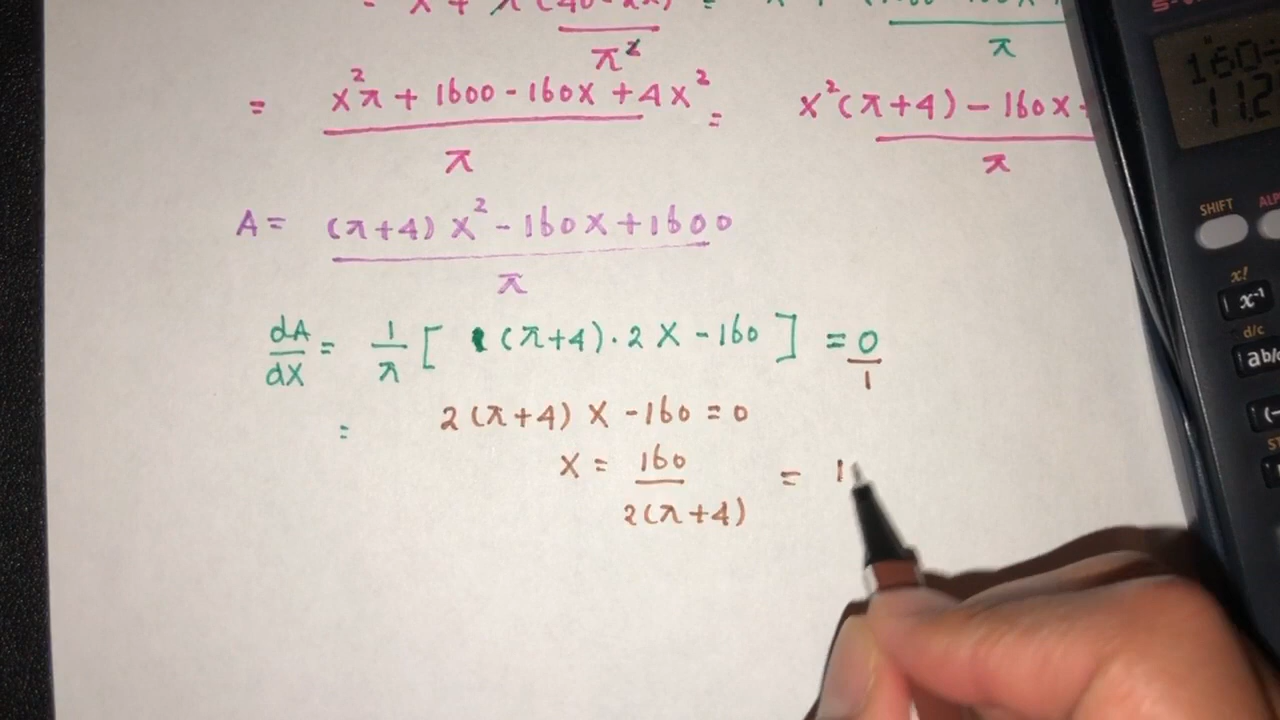 = x²π + 1600 - 160x + 4x² / π = x²(π+4) - 160x + / π
A = (π+4) x² - 160x + 1600 / π
dA/dx = 1/π [ (π+4) · 2x - 160 ] = 0/1
= 2(π+4) x - 160 = 0
x = 160 / 2(π+4) = 1
160÷
11.2
SHIFT
x!
x⁻¹
d/c